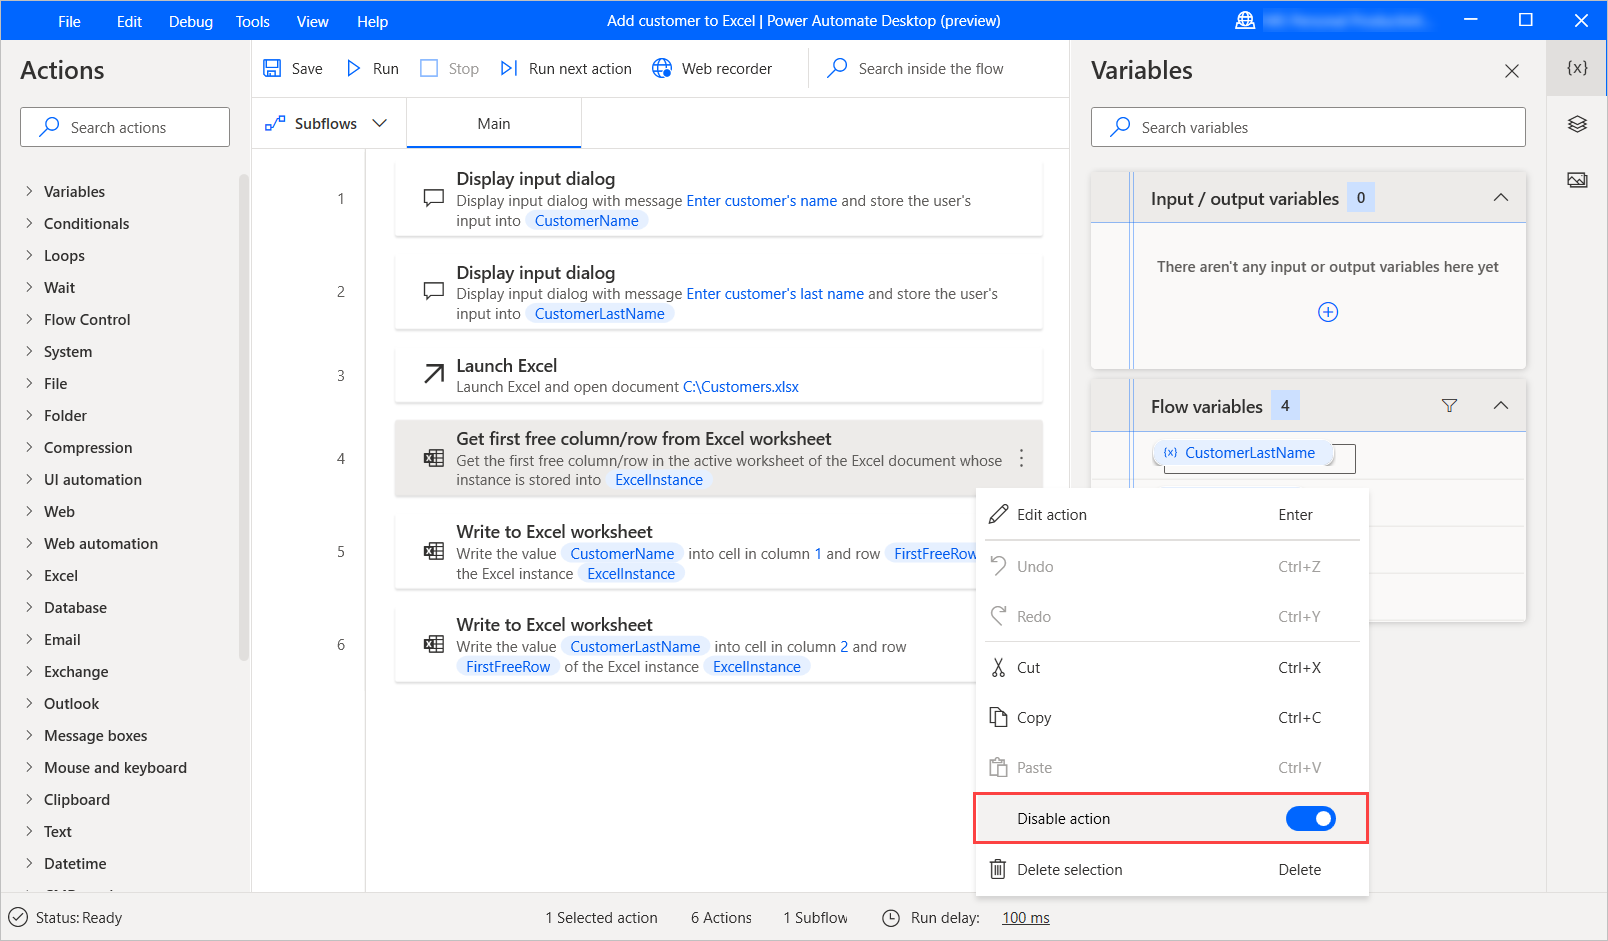 File Edit Debug Tools View Help Add customer to Excel | Power Automate Desktop (preview)
Actions
Search actions
Variables
Conditionals
Loops
Wait
Flow Control
System
File
Folder
Compression
UI automation
Web
Web automation
Excel
Database
Email
Exchange
Outlook
Message boxes
Mouse and keyboard
Clipboard
Text
Datetime
Save Run Stop Run next action Web recorder Search inside the flow
Subflows Main
1
Display input dialog
Display input dialog with message Enter customer's name and store the user's
input into CustomerName
2
Display input dialog
Display input dialog with message Enter customer's last name and store the user's
input into CustomerLastName
3
Launch Excel
Launch Excel and open document C:\Customers.xlsx
4
Get first free column/row from Excel worksheet
Get the first free column/row in the active worksheet of the Excel document whose
instance is stored into ExcelInstance
5
Write to Excel worksheet
Write the value CustomerName into cell in column 1 and row FirstFreeRow
the Excel instance ExcelInstance
6
Write to Excel worksheet
Write the value CustomerLastName into cell in column 2 and row
FirstFreeRow of the Excel instance ExcelInstance
Variables
{x}
Search variables
Input / output variables 0
There aren't any input or output variables here yet
Flow variables 4
{x} CustomerLastName
Edit action Enter
Undo Ctrl+Z
Redo Ctrl+Y
Cut Ctrl+X
Copy Ctrl+C
Paste Ctrl+V
Disable action
Delete selection Delete
Status: Ready 1 Selected action 6 Actions 1 Subflow Run delay: 100 ms